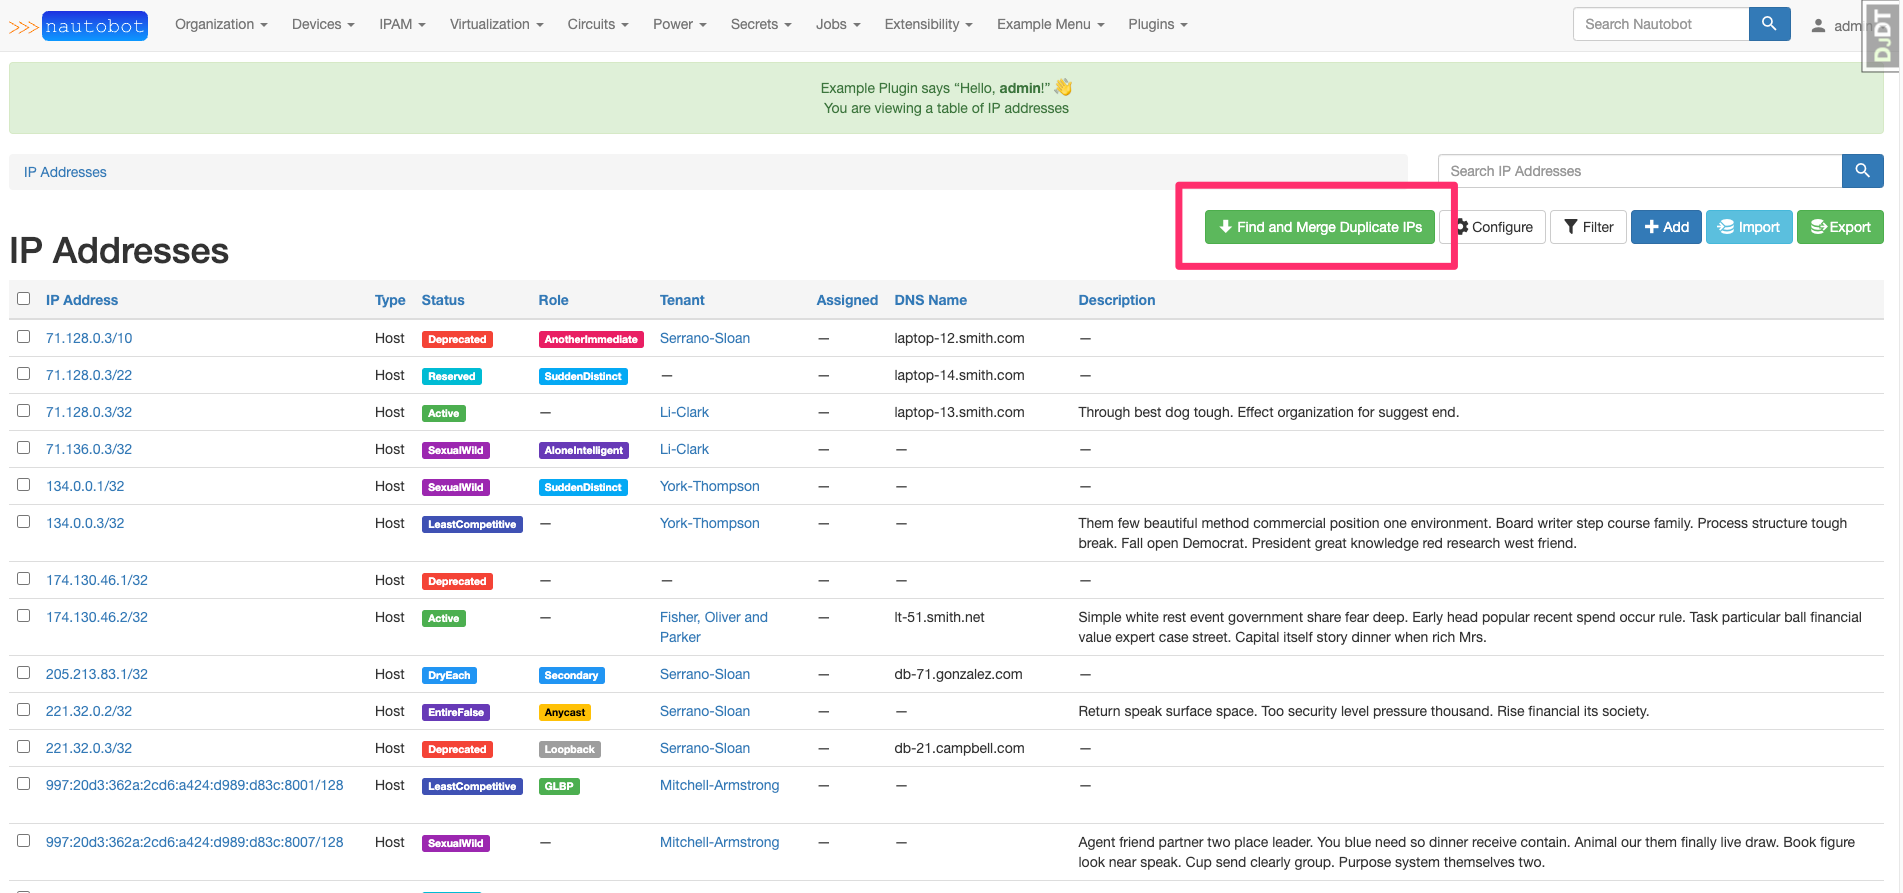 nautobot Organization Devices IPAM Virtualization Circuits Power Secrets Jobs Extensibility Example Menu Plugins Search Nautobot admin
DjDT
Example Plugin says “Hello, admin!” 👋
You are viewing a table of IP addresses
IP Addresses Search IP Addresses
Find and Merge Duplicate IPs Configure Filter Add Import Export
IP Addresses
IP Address Type Status Role Tenant Assigned DNS Name Description
71.128.0.3/10 Host Deprecated AnotherImmediate Serrano-Sloan — laptop-12.smith.com —
71.128.0.3/22 Host Reserved SuddenDistinct — — laptop-14.smith.com —
71.128.0.3/32 Host Active — Li-Clark — laptop-13.smith.com Through best dog tough. Effect organization for suggest end.
71.136.0.3/32 Host SexualWild AloneIntelligent Li-Clark — — —
134.0.0.1/32 Host SexualWild SuddenDistinct York-Thompson — — —
134.0.0.3/32 Host LeastCompetitive — York-Thompson — — Them few beautiful method commercial position one environment. Board writer step course family. Process structure tough
break. Fall open Democrat. President great knowledge red research west friend.
174.130.46.1/32 Host Deprecated — — — — —
174.130.46.2/32 Host Active — Fisher, Oliver and — lt-51.smith.net Simple white rest event government share fear deep. Early head popular recent spend occur rule. Task particular ball financial
Parker value expert case street. Capital itself story dinner when rich Mrs.
205.213.83.1/32 Host DryEach Secondary Serrano-Sloan — db-71.gonzalez.com —
221.32.0.2/32 Host EntireFalse Anycast Serrano-Sloan — — Return speak surface space. Too security level pressure thousand. Rise financial its society.
221.32.0.3/32 Host Deprecated Loopback Serrano-Sloan — db-21.campbell.com —
997:20d3:362a:2cd6:a424:d989:d83c:8001/128 Host LeastCompetitive GLBP Mitchell-Armstrong — — —
997:20d3:362a:2cd6:a424:d989:d83c:8007/128 Host SexualWild — Mitchell-Armstrong — — Agent friend partner two place leader. You blue need so dinner receive contain. Animal our them finally live draw. Book figure
look near speak. Cup send clearly group. Purpose system themselves two.